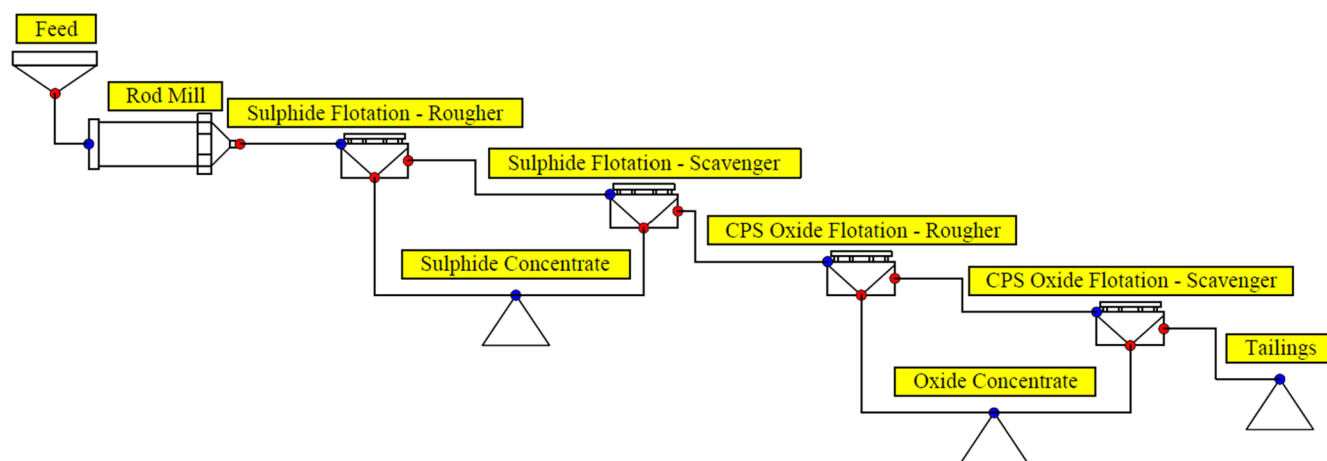 Feed
Rod Mill
Sulphide Flotation - Rougher
Sulphide Flotation - Scavenger
CPS Oxide Flotation - Rougher
Sulphide Concentrate
CPS Oxide Flotation - Scavenger
Tailings
Oxide Concentrate